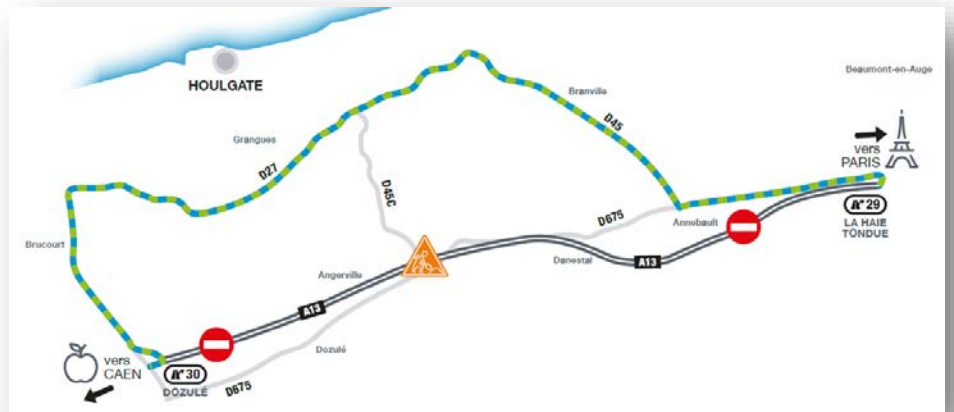 HOULGATE
Beaumont-en-Auge
Branville
D45
vers
PARIS
Grangues
D27
D45C
N° 29
LA HAIE
TÔNDUE
D675
Annebault
Brucourt
Danestal
A13
Angerville
A13
Dozulé
vers
CAEN
N° 30
DOZULÉ
D675